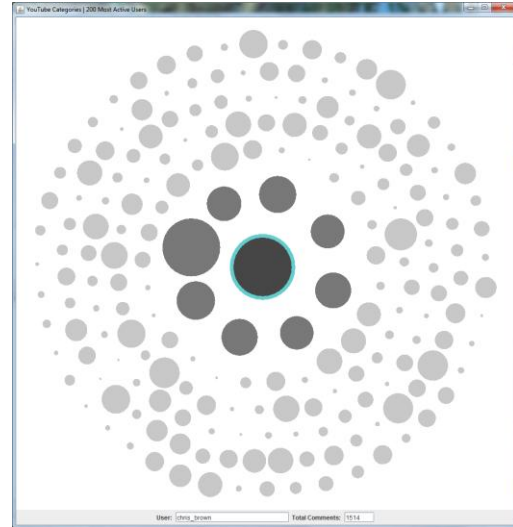 YouTube Categories | 200 Most Active Users
User: chris_brown Total Comments: 1514